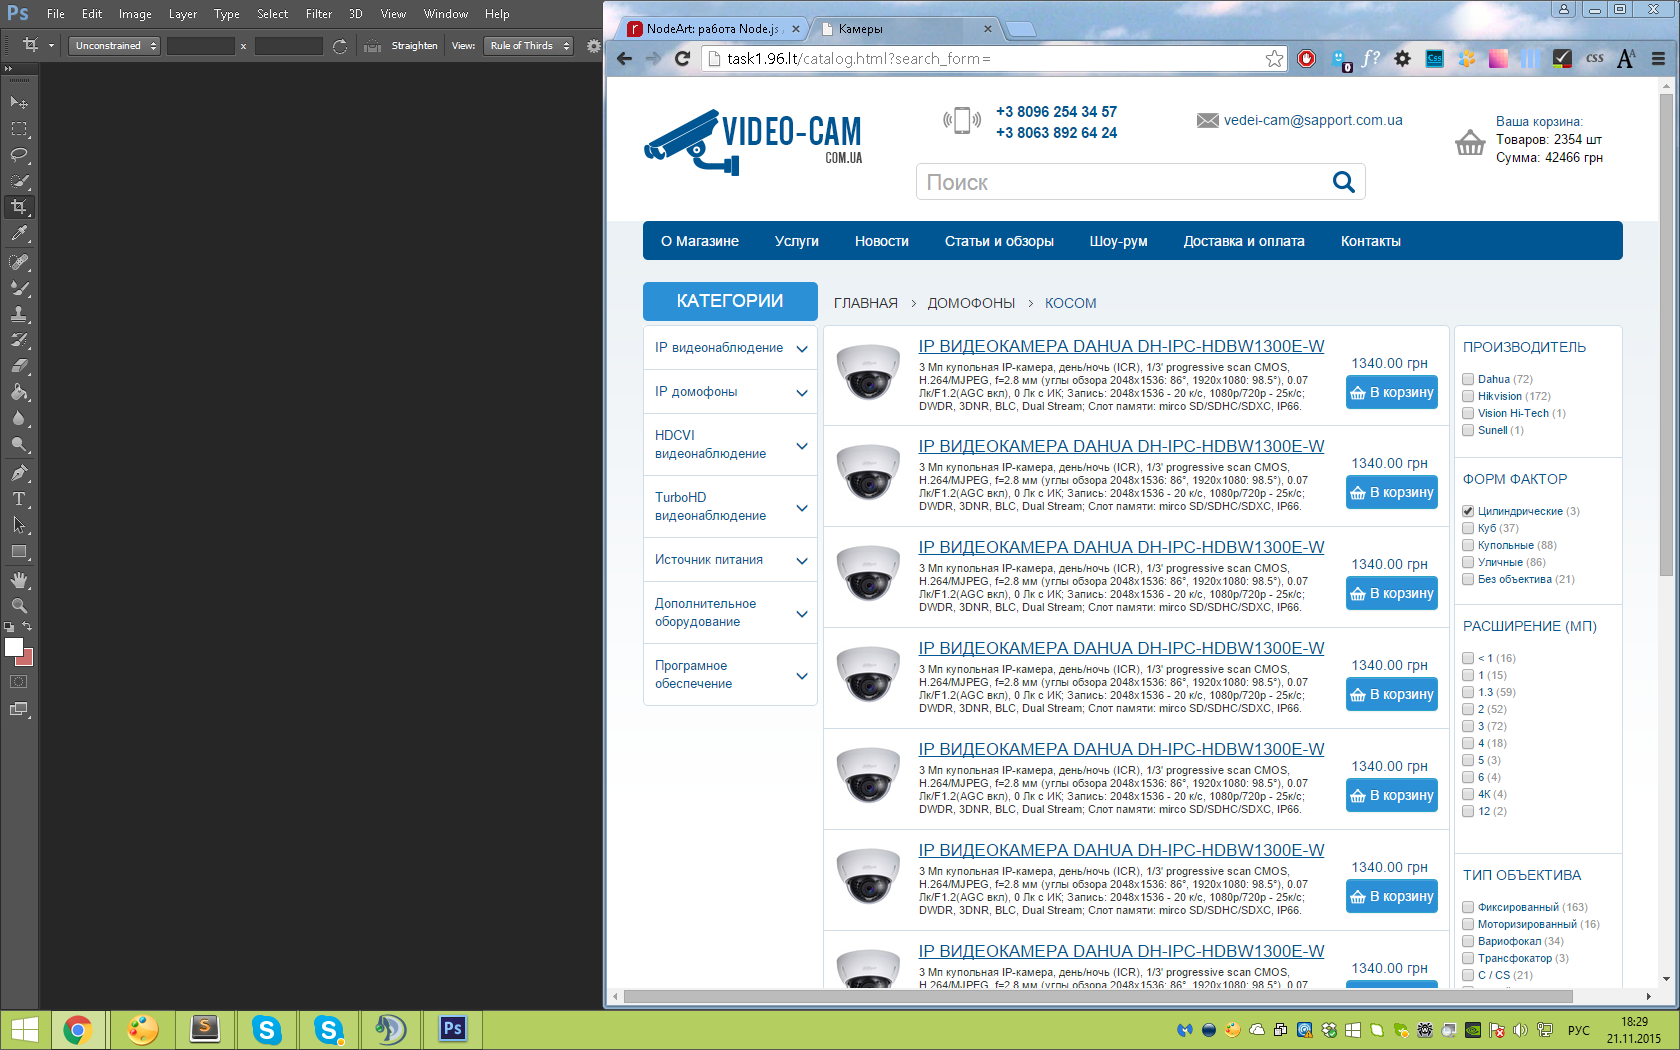 Ps File Edit Image Layer Type Select Filter 3D View Window Help
Unconstrained x Straighten View: Rule of Thirds
NodeArt: работа Node.js
Камеры
task1.96.lt/catalog.html?search_form=
VIDEO-CAM
COM.UA
+3 8096 254 34 57
+3 8063 892 64 24
vedei-cam@sapport.com.ua
Ваша корзина:
Товаров: 2354 шт
Сумма: 42466 грн
Поиск
О Магазине Услуги Новости Статьи и обзоры Шоу-рум Доставка и оплата Контакты
КАТЕГОРИИ
ГЛАВНАЯ > ДОМОФОНЫ > КОСОМ
IP видеонаблюдение
IP домофоны
HDCVI
видеонаблюдение
TurboHD
видеонаблюдение
Источник питания
Дополнительное
оборудование
Програмное
обеспечение
IP ВИДЕОКАМЕРА DAHUA DH-IPC-HDBW1300E-W
3 Мп купольная IP-камера, день/ночь (ICR), 1/3' progressive scan CMOS,
H.264/MJPEG, f=2.8 мм (углы обзора 2048x1536: 86°, 1920x1080: 98.5°), 0.07
Лк/F1.2(AGC вкл), 0 Лк с ИК; Запись: 2048x1536 - 20 к/с, 1080p/720p - 25к/с;
DWDR, 3DNR, BLC, Dual Stream; Слот памяти: mirco SD/SDHC/SDXC, IP66.
1340.00 грн
В корзину
IP ВИДЕОКАМЕРА DAHUA DH-IPC-HDBW1300E-W
3 Мп купольная IP-камера, день/ночь (ICR), 1/3' progressive scan CMOS,
H.264/MJPEG, f=2.8 мм (углы обзора 2048x1536: 86°, 1920x1080: 98.5°), 0.07
Лк/F1.2(AGC вкл), 0 Лк с ИК; Запись: 2048x1536 - 20 к/с, 1080p/720p - 25к/с;
DWDR, 3DNR, BLC, Dual Stream; Слот памяти: mirco SD/SDHC/SDXC, IP66.
1340.00 грн
В корзину
IP ВИДЕОКАМЕРА DAHUA DH-IPC-HDBW1300E-W
3 Мп купольная IP-камера, день/ночь (ICR), 1/3' progressive scan CMOS,
H.264/MJPEG, f=2.8 мм (углы обзора 2048x1536: 86°, 1920x1080: 98.5°), 0.07
Лк/F1.2(AGC вкл), 0 Лк с ИК; Запись: 2048x1536 - 20 к/с, 1080p/720p - 25к/с;
DWDR, 3DNR, BLC, Dual Stream; Слот памяти: mirco SD/SDHC/SDXC, IP66.
1340.00 грн
В корзину
IP ВИДЕОКАМЕРА DAHUA DH-IPC-HDBW1300E-W
3 Мп купольная IP-камера, день/ночь (ICR), 1/3' progressive scan CMOS,
H.264/MJPEG, f=2.8 мм (углы обзора 2048x1536: 86°, 1920x1080: 98.5°), 0.07
Лк/F1.2(AGC вкл), 0 Лк с ИК; Запись: 2048x1536 - 20 к/с, 1080p/720p - 25к/с;
DWDR, 3DNR, BLC, Dual Stream; Слот памяти: mirco SD/SDHC/SDXC, IP66.
1340.00 грн
В корзину
IP ВИДЕОКАМЕРА DAHUA DH-IPC-HDBW1300E-W
3 Мп купольная IP-камера, день/ночь (ICR), 1/3' progressive scan CMOS,
H.264/MJPEG, f=2.8 мм (углы обзора 2048x1536: 86°, 1920x1080: 98.5°), 0.07
Лк/F1.2(AGC вкл), 0 Лк с ИК; Запись: 2048x1536 - 20 к/с, 1080p/720p - 25к/с;
DWDR, 3DNR, BLC, Dual Stream; Слот памяти: mirco SD/SDHC/SDXC, IP66.
1340.00 грн
В корзину
IP ВИДЕОКАМЕРА DAHUA DH-IPC-HDBW1300E-W
3 Мп купольная IP-камера, день/ночь (ICR), 1/3' progressive scan CMOS,
H.264/MJPEG, f=2.8 мм (углы обзора 2048x1536: 86°, 1920x1080: 98.5°), 0.07
Лк/F1.2(AGC вкл), 0 Лк с ИК; Запись: 2048x1536 - 20 к/с, 1080p/720p - 25к/с;
DWDR, 3DNR, BLC, Dual Stream; Слот памяти: mirco SD/SDHC/SDXC, IP66.
1340.00 грн
В корзину
IP ВИДЕОКАМЕРА DAHUA DH-IPC-HDBW1300E-W
3 Мп купольная IP-камера, день/ночь (ICR), 1/3' progressive scan CMOS,
H.264/MJPEG, f=2.8 мм (углы обзора 2048x1536: 86°, 1920x1080: 98.5°), 0.07
1340.00 грн
ПРОИЗВОДИТЕЛЬ
Dahua (72)
Hikvision (172)
Vision Hi-Tech (1)
Sunell (1)
ФОРМ ФАКТОР
Цилиндрические (3)
Куб (37)
Купольные (88)
Уличные (86)
Без объектива (21)
РАСШИРЕНИЕ (МП)
< 1 (16)
1 (15)
1.3 (59)
2 (52)
3 (72)
4 (18)
5 (3)
6 (4)
4K (4)
12 (2)
ТИП ОБЪЕКТИВА
Фиксированный (163)
Моторизированный (16)
Вариофокал (34)
Трансфокатор (3)
C / CS (21)
РУС
18:29
21.11.2015